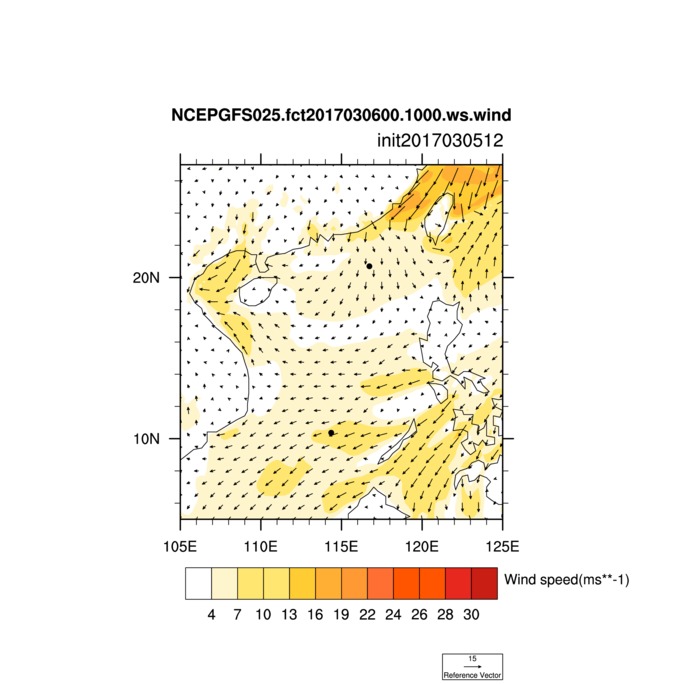 NCEPGFS025.fct2017030600.1000.ws.wind
init2017030512
20N
10N
105E 110E 115E 120E 125E
Wind speed(ms**-1)
4 7 10 13 16 19 22 24 26 28 30
15
Reference Vector